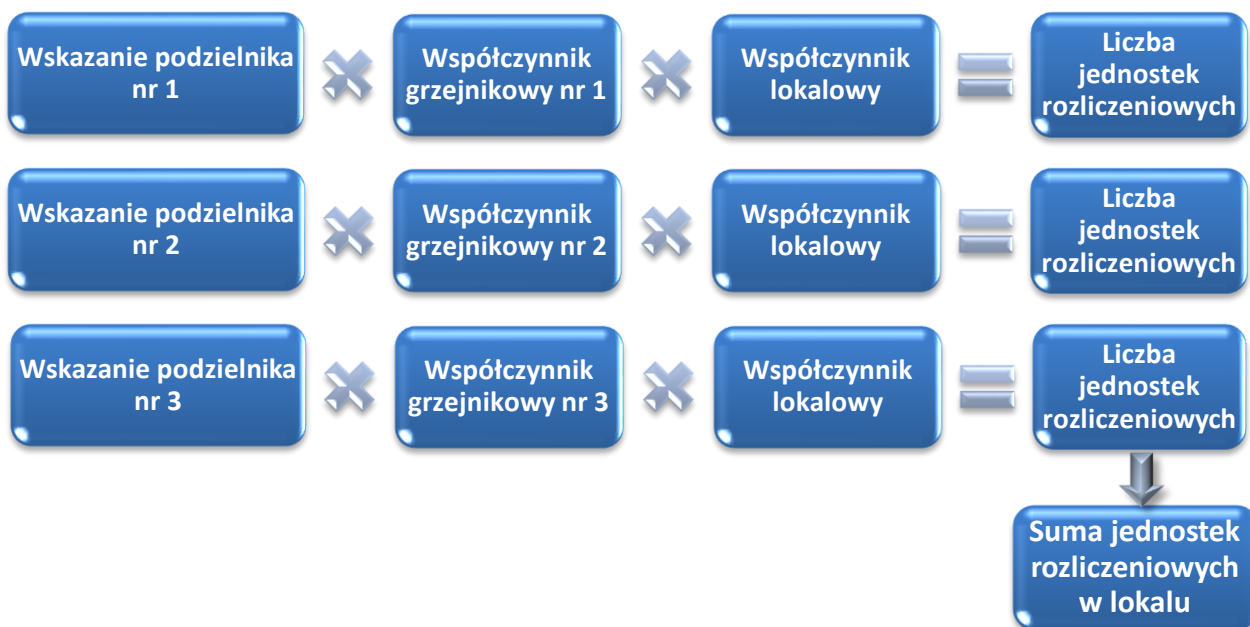 Wskazanie podzielnika
nr 1
Współczynnik
grzejnikowy nr 1
Współczynnik
lokalowy
Liczba
jednostek
rozliczeniowych
Wskazanie podzielnika
nr 2
Współczynnik
grzejnikowy nr 2
Współczynnik
lokalowy
Liczba
jednostek
rozliczeniowych
Wskazanie podzielnika
nr 3
Współczynnik
grzejnikowy nr 3
Współczynnik
lokalowy
Liczba
jednostek
rozliczeniowych
Suma jednostek
rozliczeniowych
w lokalu